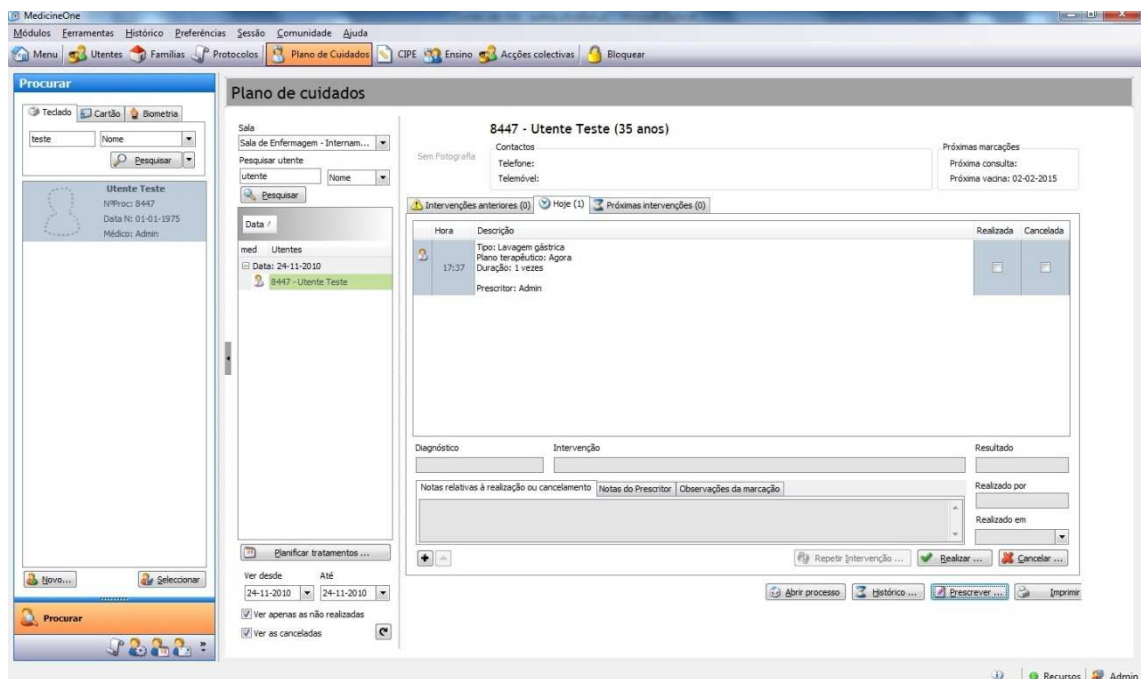 MedicineOne
Módulos Ferramentas Histórico Preferências Sessão Comunidade Ajuda
Menu Utentes Famílias Protocolos Plano de Cuidados CIPE Ensino Acções colectivas Bloquear
Procurar
Teclado Cartão Biometria
teste Nome
Pesquisar
Utente Teste
NºProc: 8447
Data N: 01-01-1975
Médico: Admin
Novo... Seleccionar
Procurar
Plano de cuidados
Sala
Sala de Enfermagem - Internam...
Pesquisar utente
utente Nome
Pesquisar
Data /
med Utentes
Data: 24-11-2010
8447 - Utente Teste
Planificar tratamentos ...
Ver desde Até
24-11-2010 24-11-2010
Ver apenas as não realizadas
Ver as canceladas
8447 - Utente Teste (35 anos)
Sem Fotografia
Contactos
Telefone:
Telemóvel:
Próximas marcações
Próxima consulta:
Próxima vacina: 02-02-2015
Intervenções anteriores (0) Hoje (1) Próximas intervenções (0)
Hora Descrição Realizada Cancelada
17:37
Tipo: Lavagem gástrica
Plano terapêutico: Agora
Duração: 1 vezes
Prescritor: Admin
Diagnóstico Intervenção Resultado
Notas relativas à realização ou cancelamento Notas do Prescritor Observações da marcação
Realizado por
Realizado em
Repetir Intervenção ... Realizar ... Cancelar ...
Abrir processo Histórico ... Prescrever ... Imprimir
Recursos Admin